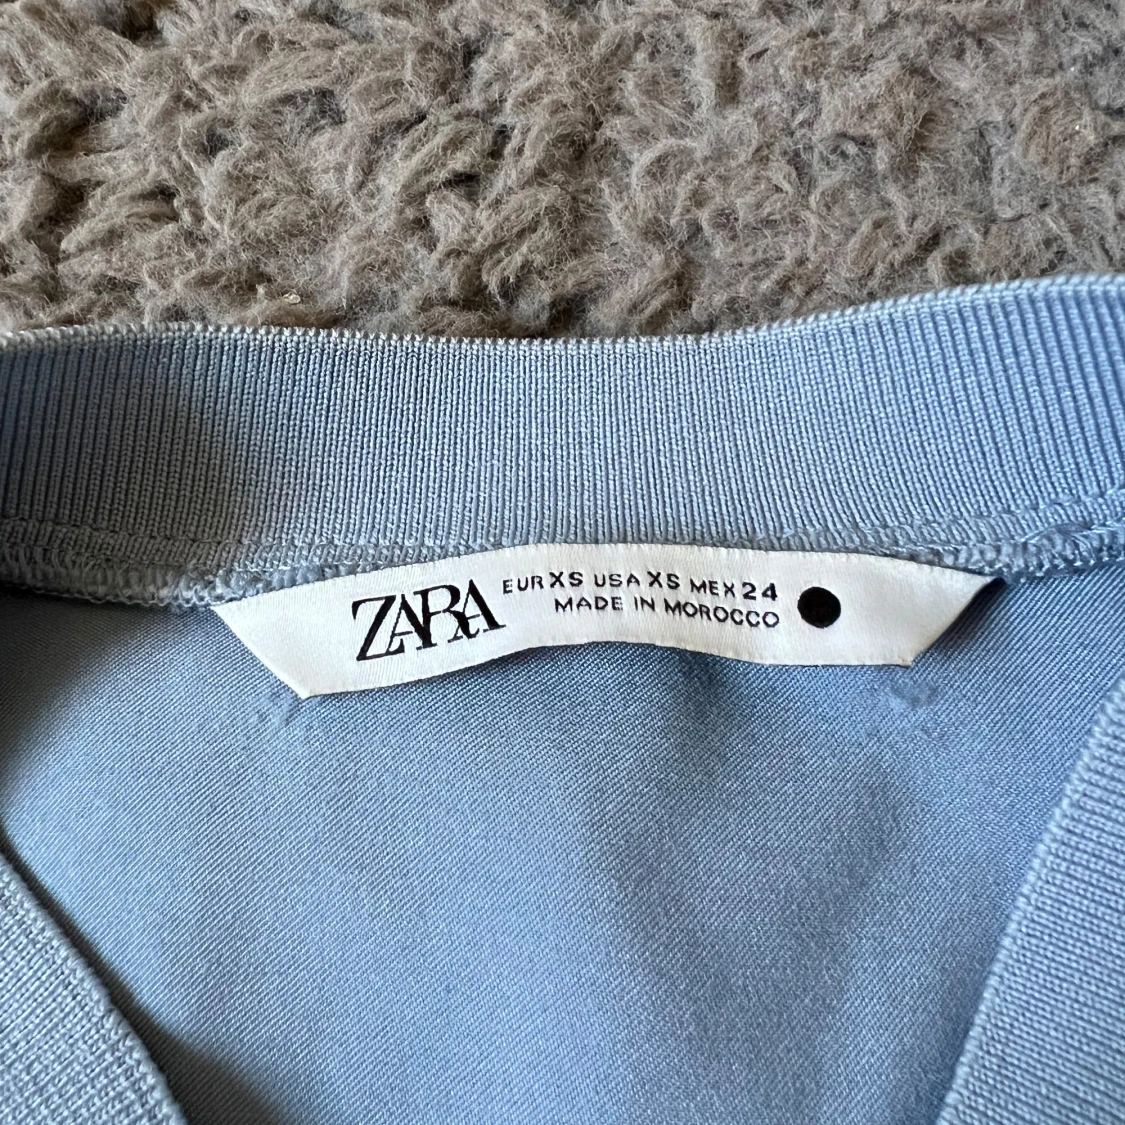 ZARA
EUR XS USA XS MEX 24
MADE IN MOROCCO